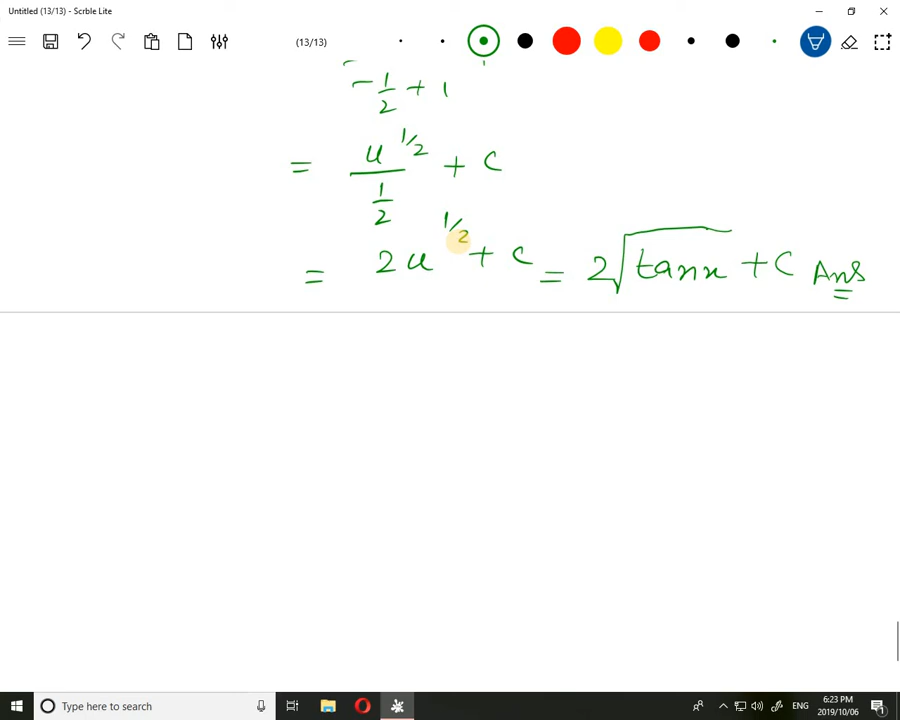 Untitled (13/13) - Scrble Lite
(13/13)
-1/2 + 1
= u^1/2 / 1/2 + c
= 2u^1/2 + c = 2√tanx + C Ans
Type here to search
ENG
6:23 PM
2019/10/06
1